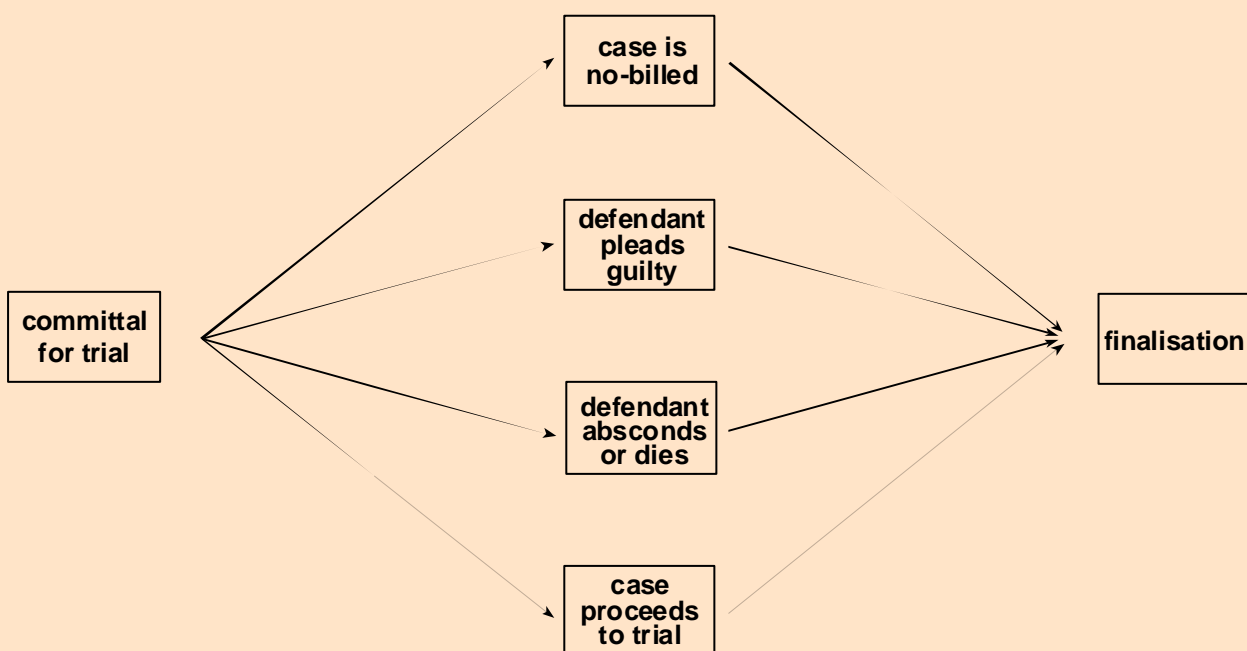 case is
no-billed
defendant
pleads
guilty
committal
for trial
finalisation
defendant
absconds
or dies
case
proceeds
to trial